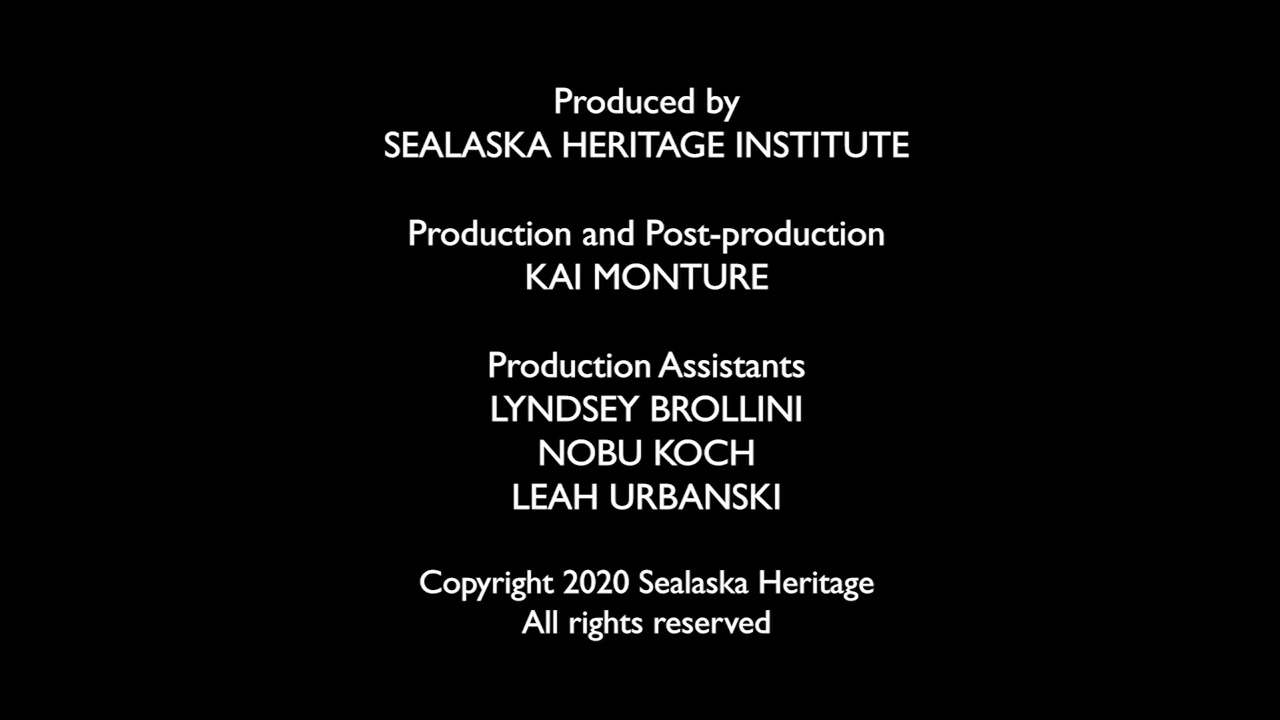 Produced by
SEALASKA HERITAGE INSTITUTE
Production and Post-production
KAI MONTURE
Production Assistants
LYNDSEY BROLLINI
NOBU KOCH
LEAH URBANSKI
Copyright 2020 Sealaska Heritage
All rights reserved